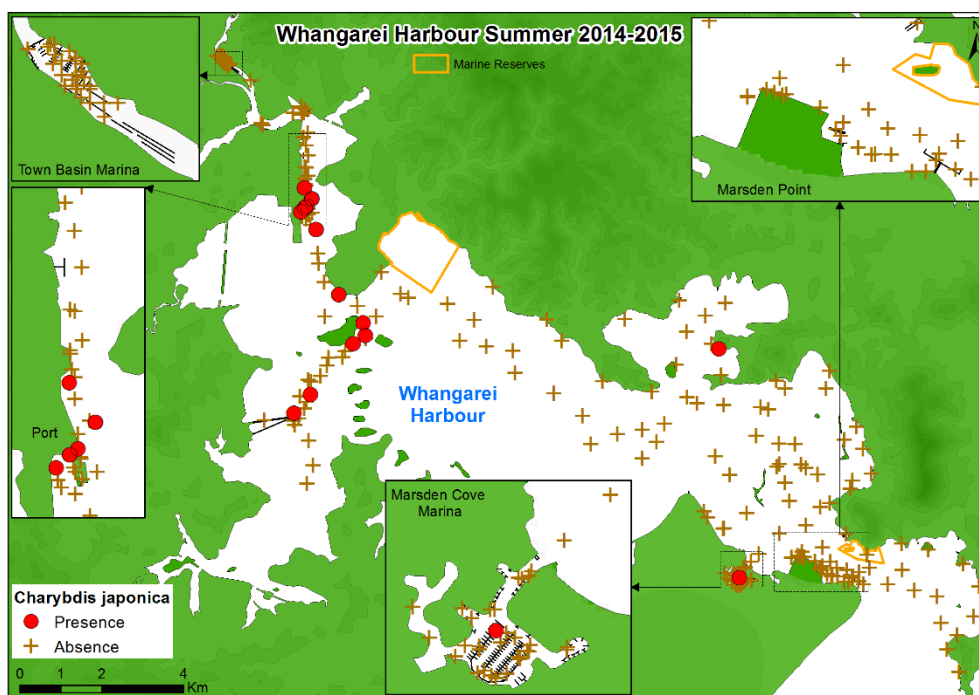 Whangarei Harbour Summer 2014-2015
Marine Reserves
N
Town Basin Marina
Marsden Point
Port
Whangarei
Harbour
Marsden Cove
Marina
Charybdis japonica
Presence
Absence
0 1 2 4
Km